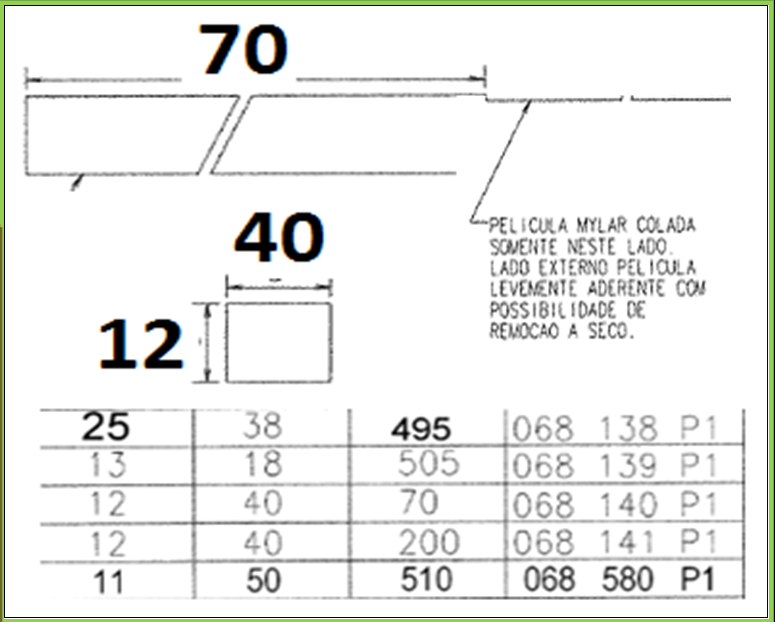 70
PELICULA MYLAR COLADA
SOMENTE NESTE LADO.
LADO EXTERNO PELICULA
LEVEMENTE ADERENTE COM
POSSIBILIDADE DE
REMOCAO A SECO.
40
12
25 38 495 068 138 P1
13 18 505 068 139 P1
12 40 70 068 140 P1
12 40 200 068 141 P1
11 50 510 068 580 P1